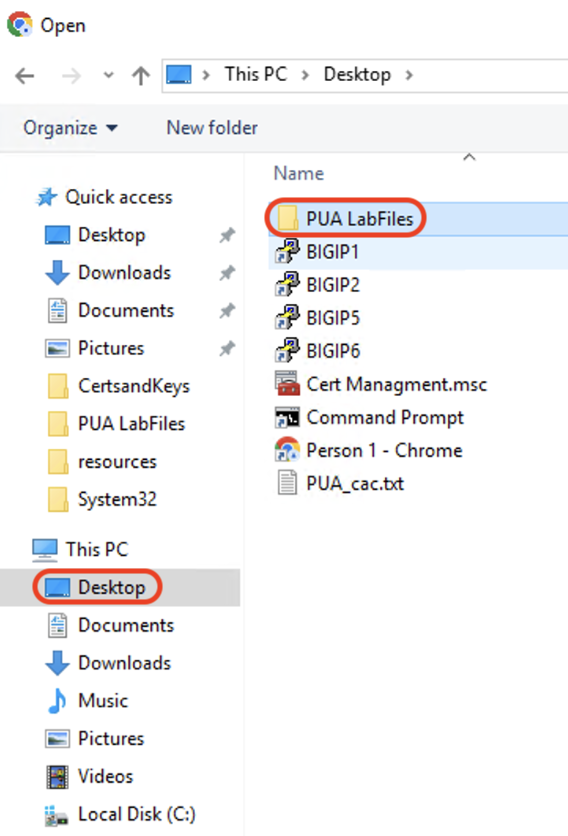 Open
This PC
Desktop
Organize
New folder
Name
Quick access
Desktop
Downloads
Documents
Pictures
CertsandKeys
PUA LabFiles
resources
System32
This PC
Desktop
Documents
Downloads
Music
Pictures
Videos
Local Disk (C:)
PUA LabFiles
BIGIP1
BIGIP2
BIGIP5
BIGIP6
Cert Managment.msc
Command Prompt
Person 1 - Chrome
PUA_cac.txt